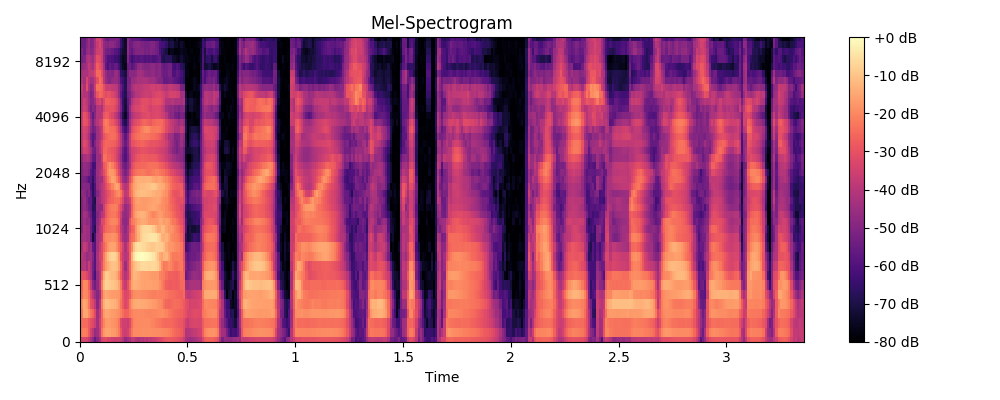 Mel-Spectrogram
8192
4096
2048
1024
512
0
Hz
0 0.5 1 1.5 2 2.5 3
Time
+0 dB
-10 dB
-20 dB
-30 dB
-40 dB
-50 dB
-60 dB
-70 dB
-80 dB